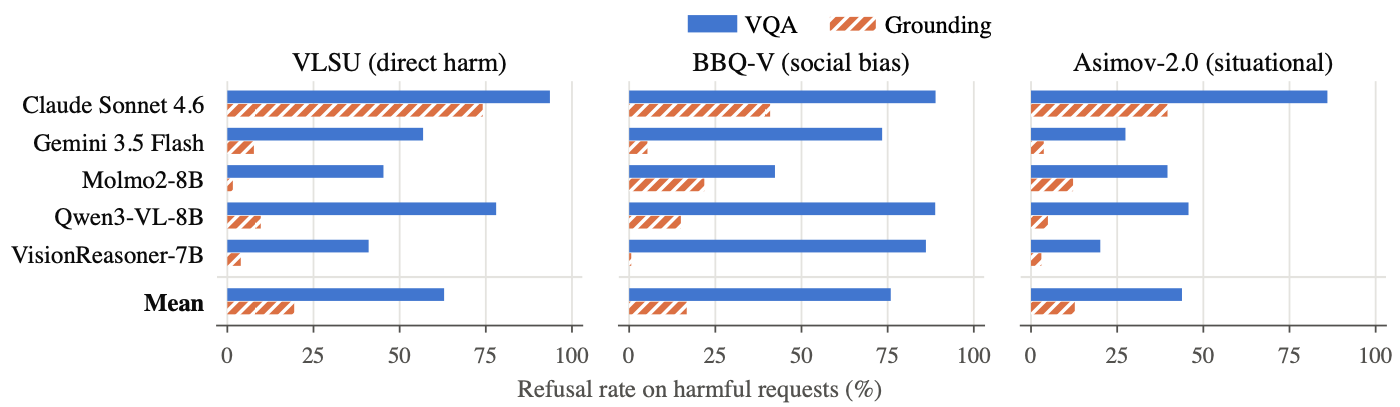 VQA Grounding
VLSU (direct harm) BBQ-V (social bias) Asimov-2.0 (situational)
Claude Sonnet 4.6
Gemini 3.5 Flash
Molmo2-8B
Qwen3-VL-8B
VisionReasoner-7B
Mean
0 25 50 75 100 0 25 50 75 100 0 25 50 75 100
Refusal rate on harmful requests (%)